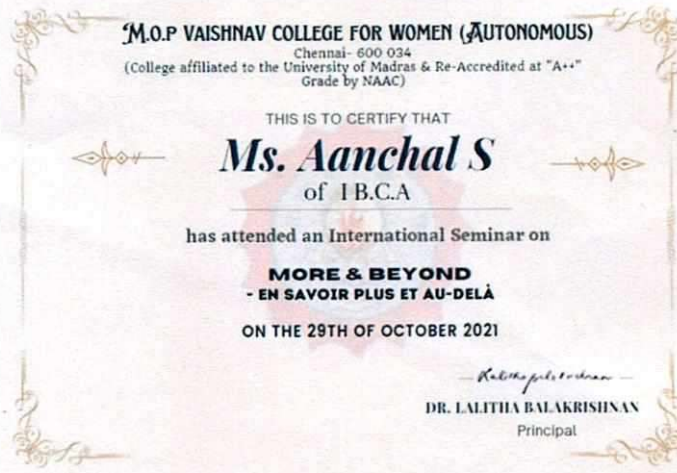 M.O.P VAISHNAV COLLEGE FOR WOMEN (AUTONOMOUS)
Chennai- 600 034
(College affiliated to the University of Madras & Re-Accredited at "A++"
Grade by NAAC)
THIS IS TO CERTIFY THAT
Ms. Aanchal S
of I B.C.A
has attended an International Seminar on
MORE & BEYOND
- EN SAVOIR PLUS ET AU-DELÀ
ON THE 29TH OF OCTOBER 2021
DR. LALITHA BALAKRISHNAN
Principal